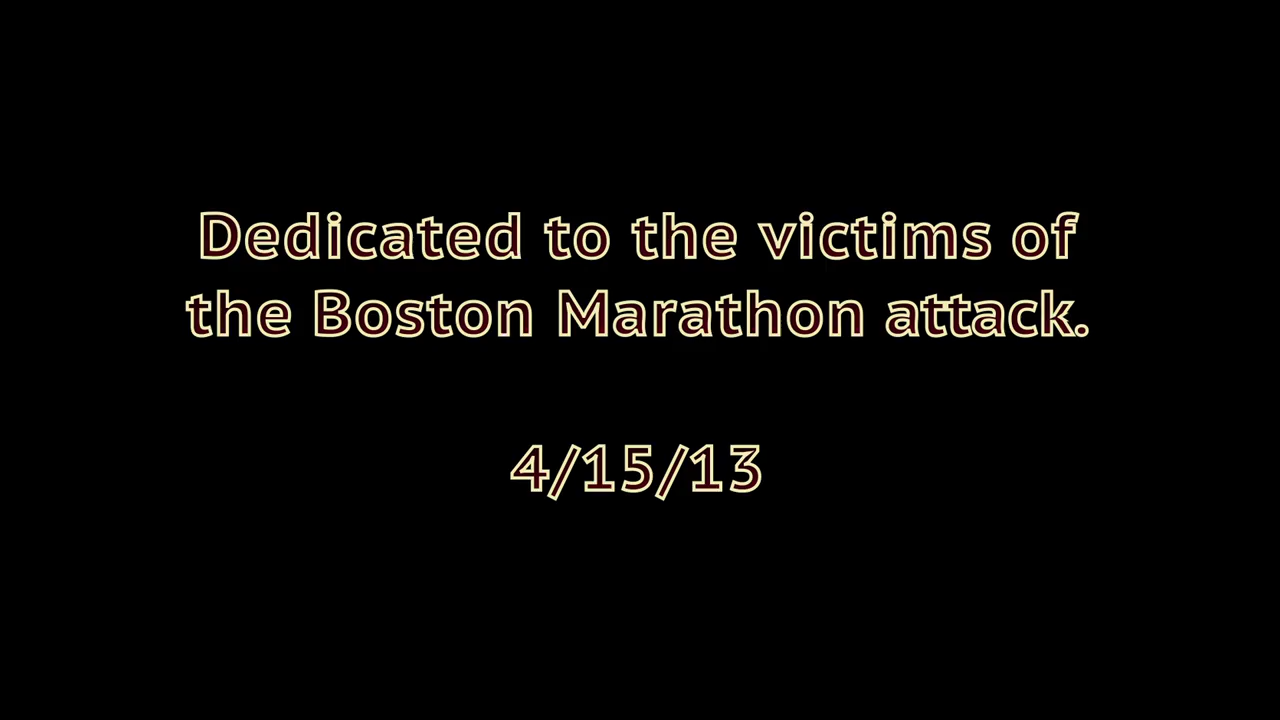 Dedicated to the victims of
the Boston Marathon attack.
4/15/13